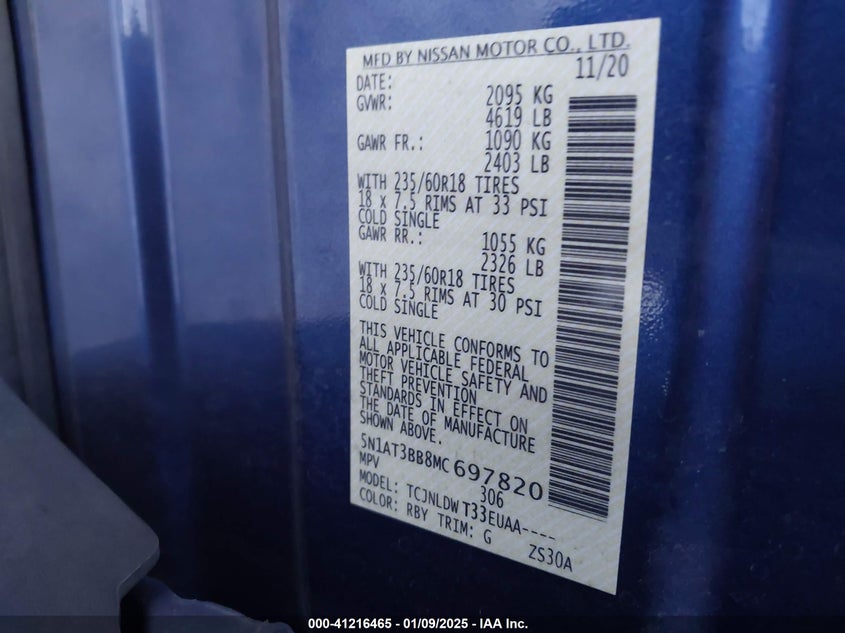 MFD BY NISSAN MOTOR CO., LTD.
DATE: 11/20
GVWR: 2095 KG
4619 LB
GAWR FR.: 1090 KG
2403 LB
WITH 235/60R18 TIRES
18 x 7.5 RIMS AT 33 PSI
COLD SINGLE
GAWR RR.: 1055 KG
2326 LB
WITH 235/60R18 TIRES
18 x 7.5 RIMS AT 30 PSI
COLD SINGLE
THIS VEHICLE CONFORMS TO
ALL APPLICABLE FEDERAL
MOTOR VEHICLE SAFETY AND
THEFT PREVENTION
STANDARDS IN EFFECT ON
THE DATE OF MANUFACTURE
SHOWN ABOVE.
5N1AT3BB8MC697820
MPV 306
MODEL: TCJNLDW T33EUAA----
COLOR: RBY TRIM: G ZS30A
000-41216465 - 01/09/2025 - IAA Inc.